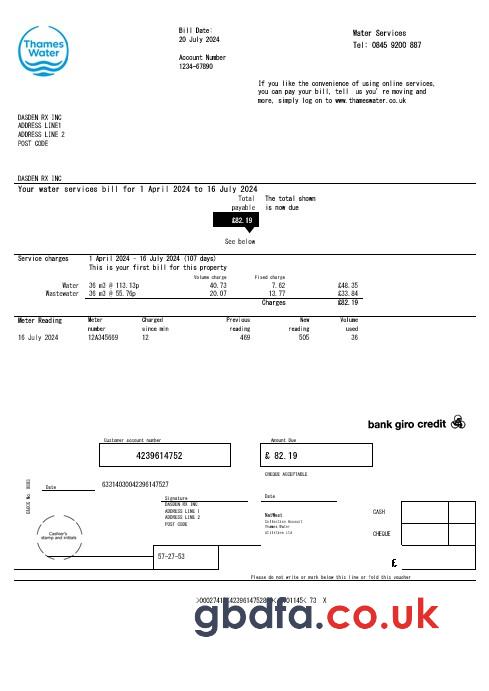 Thames
Water
Bill Date:
20 July 2024
Account Number
1234-67890
Water Services
Tel: 0845 9200 887
If you like the convenience of using online services,
you can pay your bill, tell us you're moving and
more, simply log on to www.thameswater.co.uk
DASDEN RX INC
ADDRESS LINE1
ADDRESS LINE 2
POST CODE
DASDEN RX INC
Your water services bill for 1 April 2024 to 16 July 2024
Total payable
The total shown is now due
£82.19
See below
Service charges 1 April 2024 - 16 July 2024 (107 days)
This is your first bill for this property
Volume charge Fixed charge
Water 36 m3 @ 113.13p 40.73 7.62 £48.35
Wastewater 36 m3 @ 55.76p 20.07 13.77 £33.84
Charges £82.19
Meter Reading Meter number Charged since min Previous reading New reading Volume used
16 July 2024 12A345669 12 469 505 36
bank giro credit
Customer account number
4239614752
Amount Due
£ 82.19
CHEQUE ACCEPTABLE
63314030042396147527
Date
Signature
DASDEN RX INC
ADDRESS LINE 1
ADDRESS LINE 2
POST CODE
Date
NatWest
Collection Account
Thames Water
Utilities Ltd
CASH
CHEQUE
£
Cashier's
stamp and initials
57-27-53
Please do not write or mark below this line or fold this voucher
73 X
gbdfa.co.uk